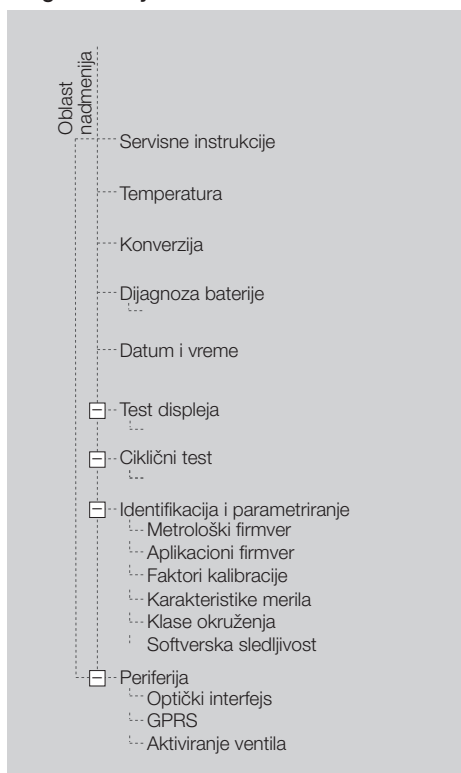 Oblast
nadmenija
Servisne instrukcije
Temperatura
Konverzija
Dijagnoza baterije
Datum i vreme
Test displeja
Ciklični test
Identifikacija i parametriranje
Metrološki firmver
Aplikacioni firmver
Faktori kalibracije
Karakteristike merila
Klase okruženja
Softverska sledljivost
Periferija
Optički interfejs
GPRS
Aktiviranje ventila